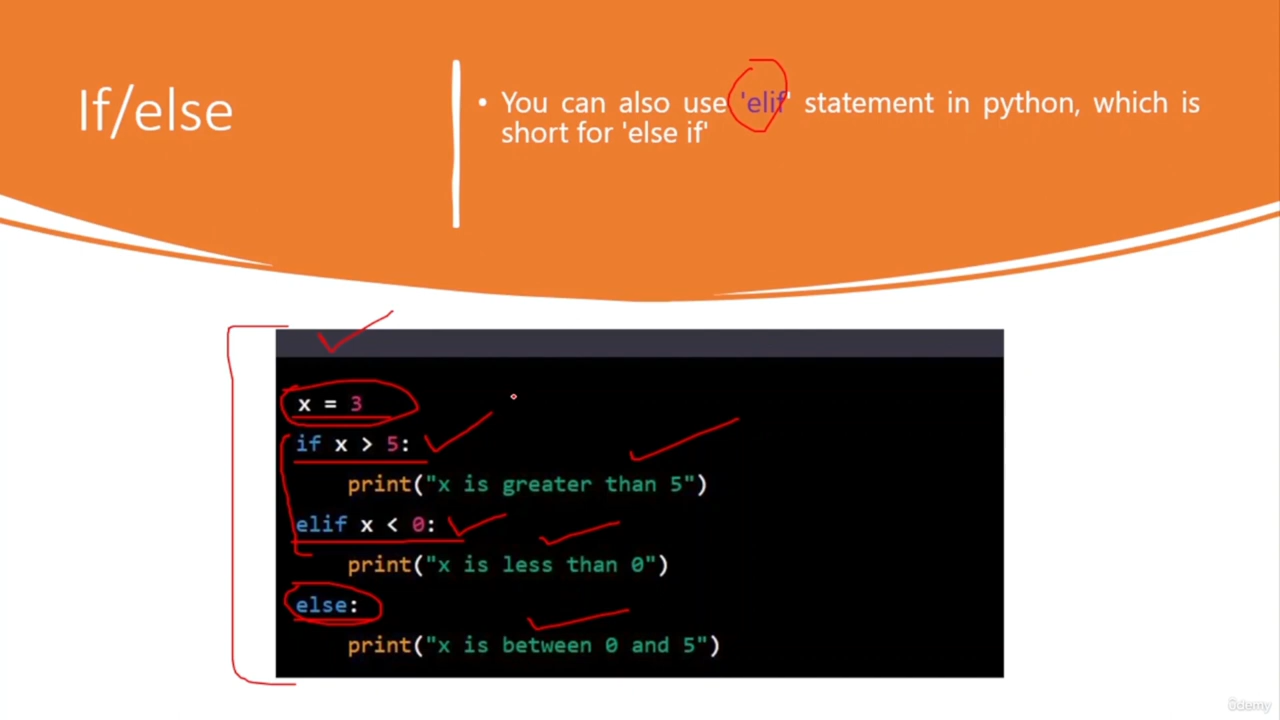 If/else
• You can also use 'elif' statement in python, which is
short for 'else if'
x = 3
if x > 5:
    print("x is greater than 5")
elif x < 0:
    print("x is less than 0")
else:
    print("x is between 0 and 5")
ûdemy